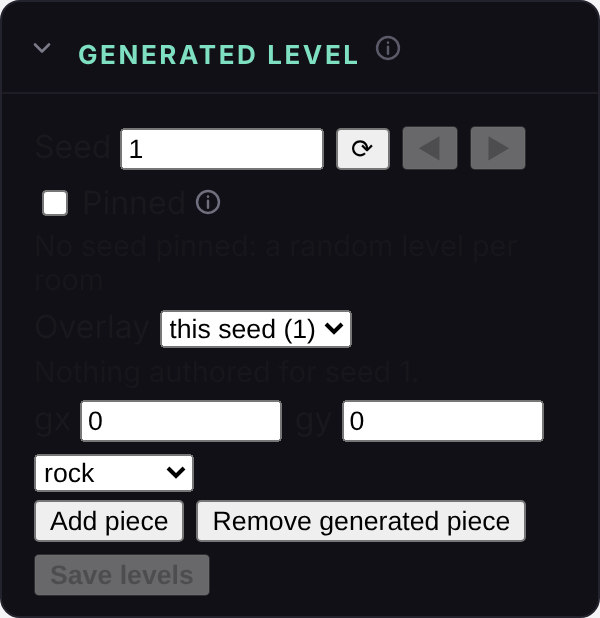 GENERATED LEVEL
Seed 1 ⟳ ◀ ▶
Pinned
No seed pinned: a random level per
room
Overlay this seed (1)
Nothing authored for seed 1.
gx 0 gy 0
rock
Add piece Remove generated piece
Save levels